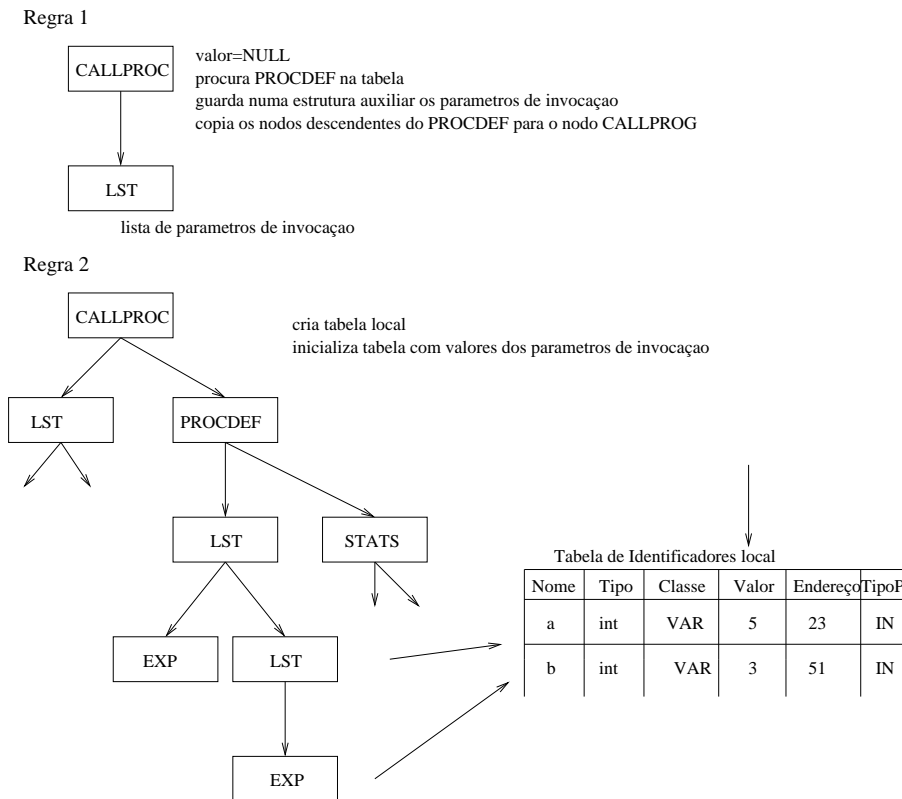 Regra 1
CALLPROC
valor=NULL
procura PROCDEF na tabela
guarda numa estrutura auxiliar os parametros de invocaçao
copia os nodos descendentes do PROCDEF para o nodo CALLPROG
LST
lista de parametros de invocaçao
Regra 2
CALLPROC
cria tabela local
inicializa tabela com valores dos parametros de invocaçao
LST
PROCDEF
LST
STATS
Tabela de Identificadores local
Nome Tipo Classe Valor Endereço TipoP
a int VAR 5 23 IN
b int VAR 3 51 IN
EXP
LST
EXP